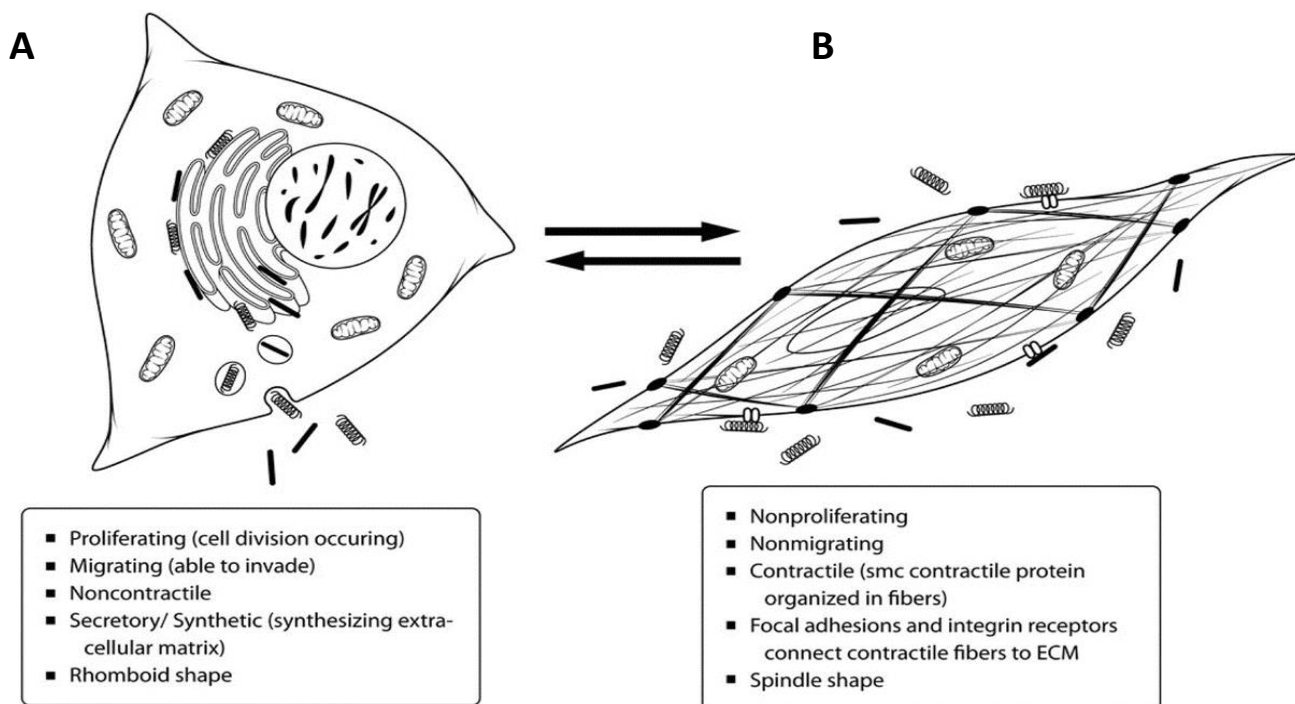 A
B
■ Proliferating (cell division occuring)
■ Migrating (able to invade)
■ Noncontractile
■ Secretory/ Synthetic (synthesizing extra-
cellular matrix)
■ Rhomboid shape
■ Nonproliferating
■ Nonmigrating
■ Contractile (smc contractile protein
organized in fibers)
■ Focal adhesions and integrin receptors
connect contractile fibers to ECM
■ Spindle shape